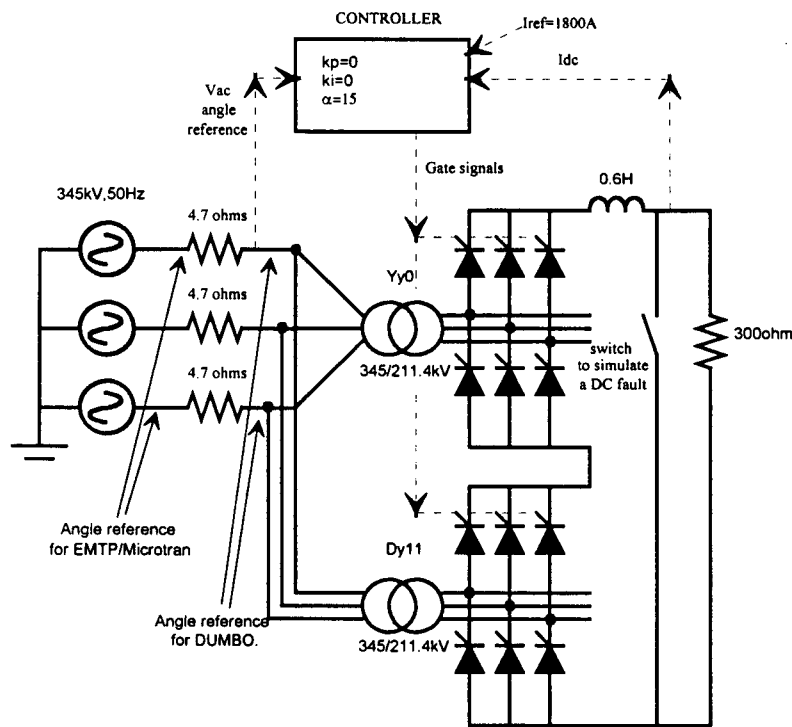 CONTROLLER
Iref=1800A
kp=0
ki=0
α=15
Idc
Vac
angle
reference
Gate signals
0.6H
345kV,50Hz
4.7 ohms
Yy0
4.7 ohms
300ohm
switch
to simulate
a DC fault
345/211.4kV
4.7 ohms
Angle reference
for EMTP/Microtran
Dy11
Angle reference
for DUMBO.
345/211.4kV